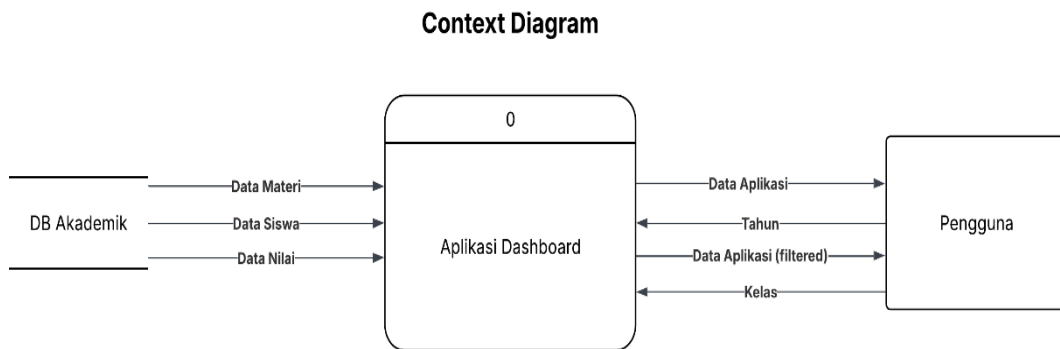 Context Diagram
0
DB Akademik
Data Materi
Data Siswa
Data Nilai
Aplikasi Dashboard
Data Aplikasi
Tahun
Data Aplikasi (filtered)
Kelas
Pengguna